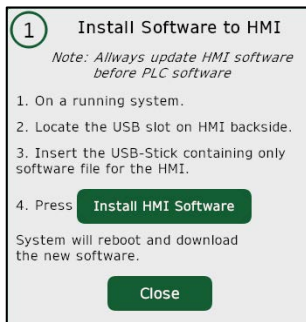 1
Install Software to HMI
Note: Allways update HMI software
before PLC software
1. On a running system.
2. Locate the USB slot on HMI backside.
3. Insert the USB-Stick containing only
software file for the HMI.
4. Press Install HMI Software
System will reboot and download
the new software.
Close